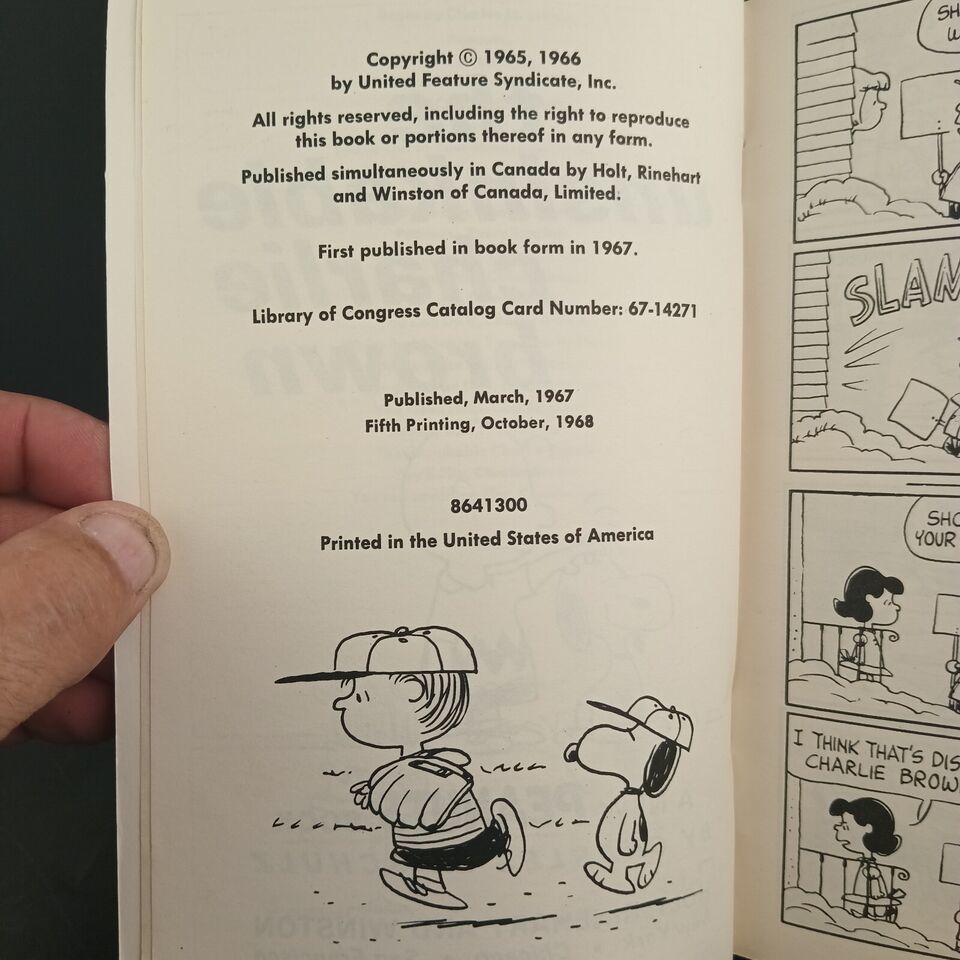 Copyright © 1965, 1966
by United Feature Syndicate, Inc.
All rights reserved, including the right to reproduce
this book or portions thereof in any form.
Published simultaneously in Canada by Holt, Rinehart
and Winston of Canada, Limited.
First published in book form in 1967.
Library of Congress Catalog Card Number: 67-14271
Published, March, 1967
Fifth Printing, October, 1968
8641300
Printed in the United States of America
SLAM
YOUR
I THINK THAT'S
CHARLIE BROWN